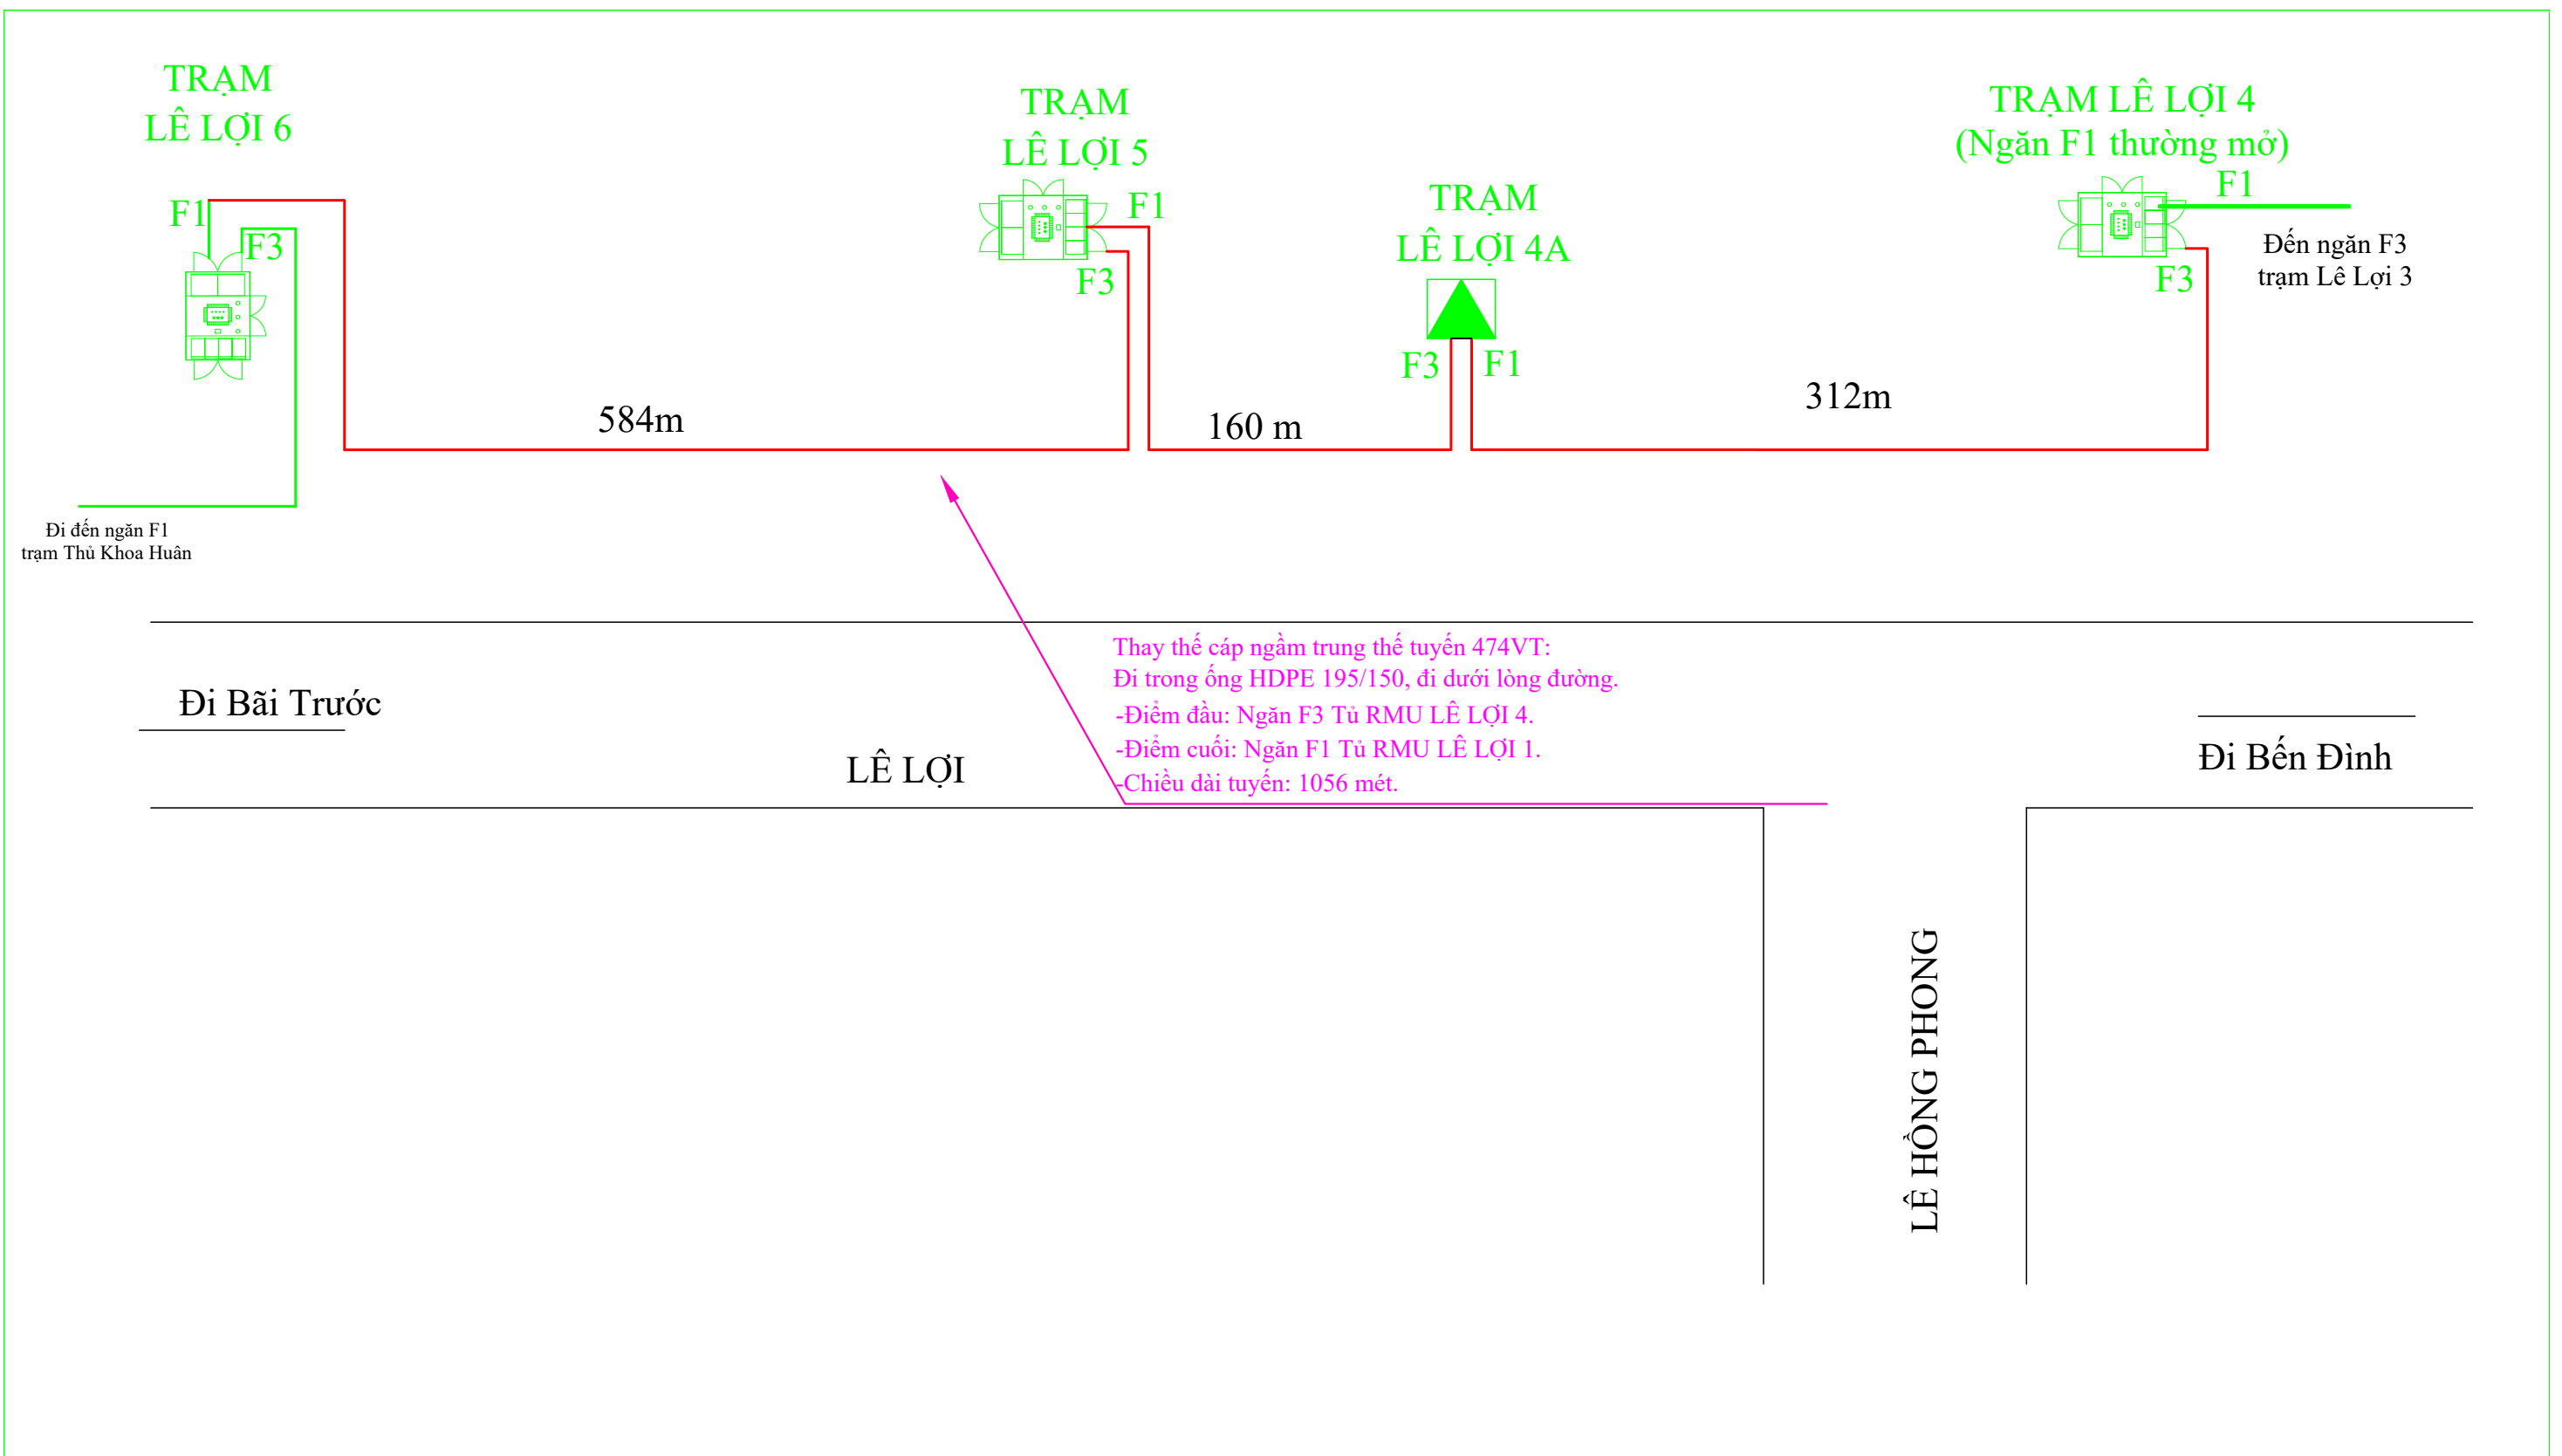 TRẠM
LÊ LỢI 6
F1
F3
TRẠM
LÊ LỢI 5
F1
F3
TRẠM
LÊ LỢI 4A
F3
F1
TRẠM LÊ LỢI 4
(Ngăn F1 thường mở)
F1
F3
Đến ngăn F3
trạm Lê Lợi 3
584m
160 m
312m
Đi đến ngăn F1
trạm Thủ Khoa Huân
Thay thế cáp ngầm trung thế tuyến 474VT:
Đi trong ống HDPE 195/150, đi dưới lòng đường.
-Điểm đầu: Ngăn F3 Tủ RMU LÊ LỢI 4.
-Điểm cuối: Ngăn F1 Tủ RMU LÊ LỢI 1.
-Chiều dài tuyến: 1056 mét.
Đi Bãi Trước
LÊ LỢI
Đi Bến Đình
LÊ HỒNG PHONG